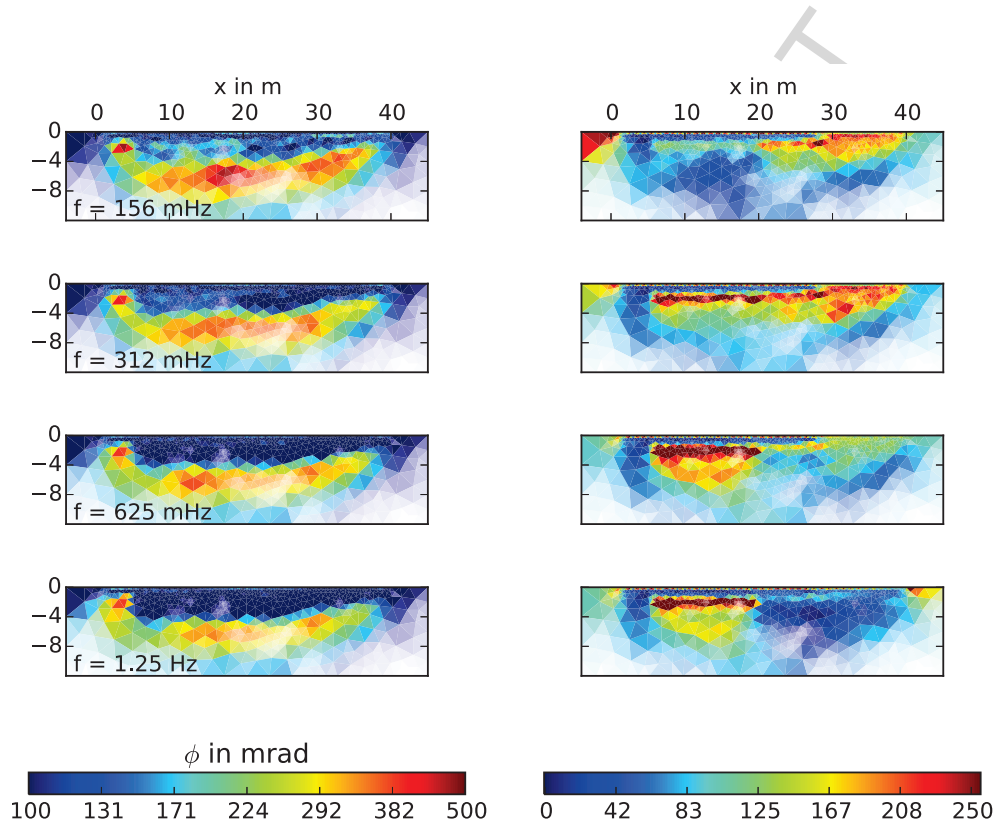 T
x in m
x in m
0 10 20 30 40
0 10 20 30 40
0
−4
−8
f = 156 mHz
0
−4
−8
f = 312 mHz
0
−4
−8
f = 625 mHz
0
−4
−8
f = 1.25 Hz
ϕ in mrad
100 131 171 224 292 382 500
0 42 83 125 167 208 250